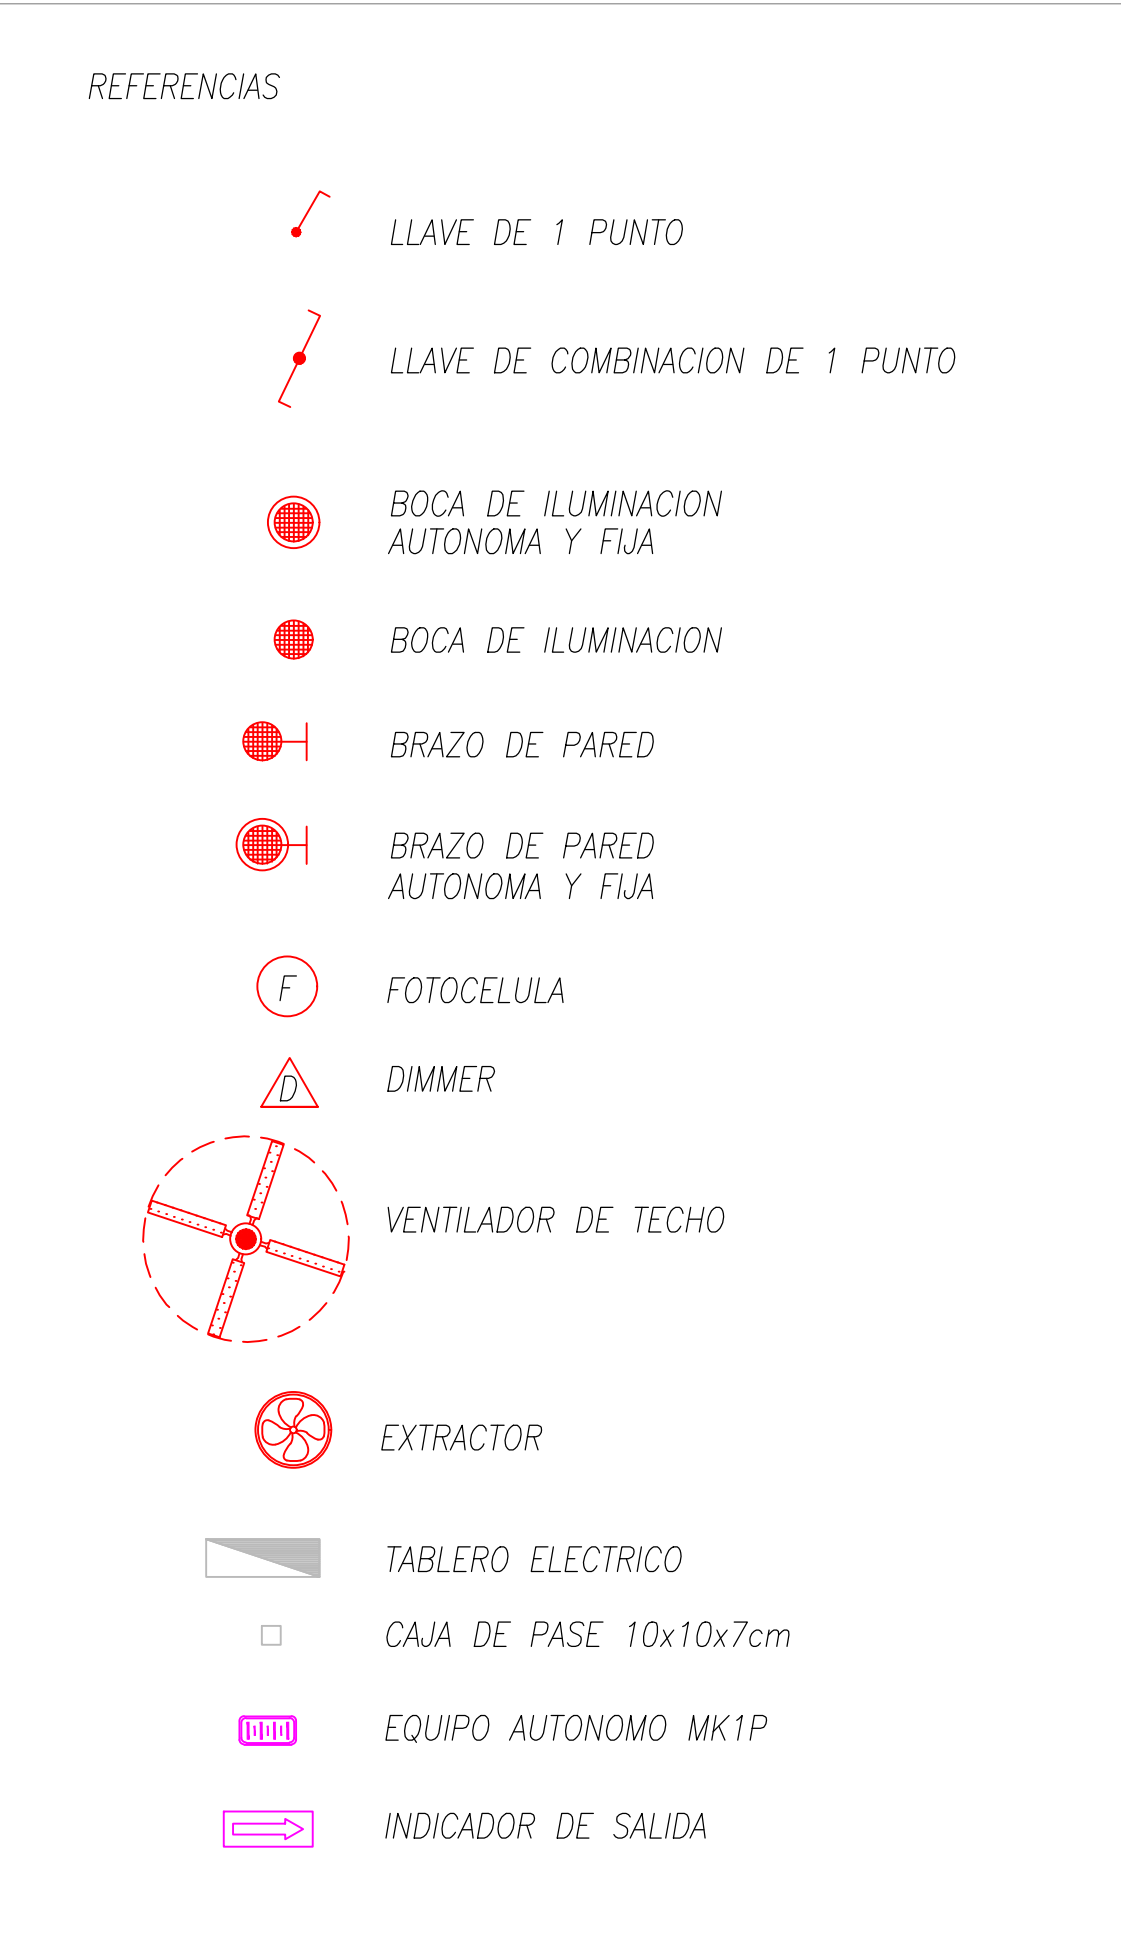 REFERENCIAS
LLAVE DE 1 PUNTO
LLAVE DE COMBINACION DE 1 PUNTO
BOCA DE ILUMINACION
AUTONOMA Y FIJA
BOCA DE ILUMINACION
BRAZO DE PARED
BRAZO DE PARED
AUTONOMA Y FIJA
F FOTOCELULA
D DIMMER
VENTILADOR DE TECHO
EXTRACTOR
TABLERO ELECTRICO
CAJA DE PASE 10x10x7cm
EQUIPO AUTONOMO MK1P
INDICADOR DE SALIDA